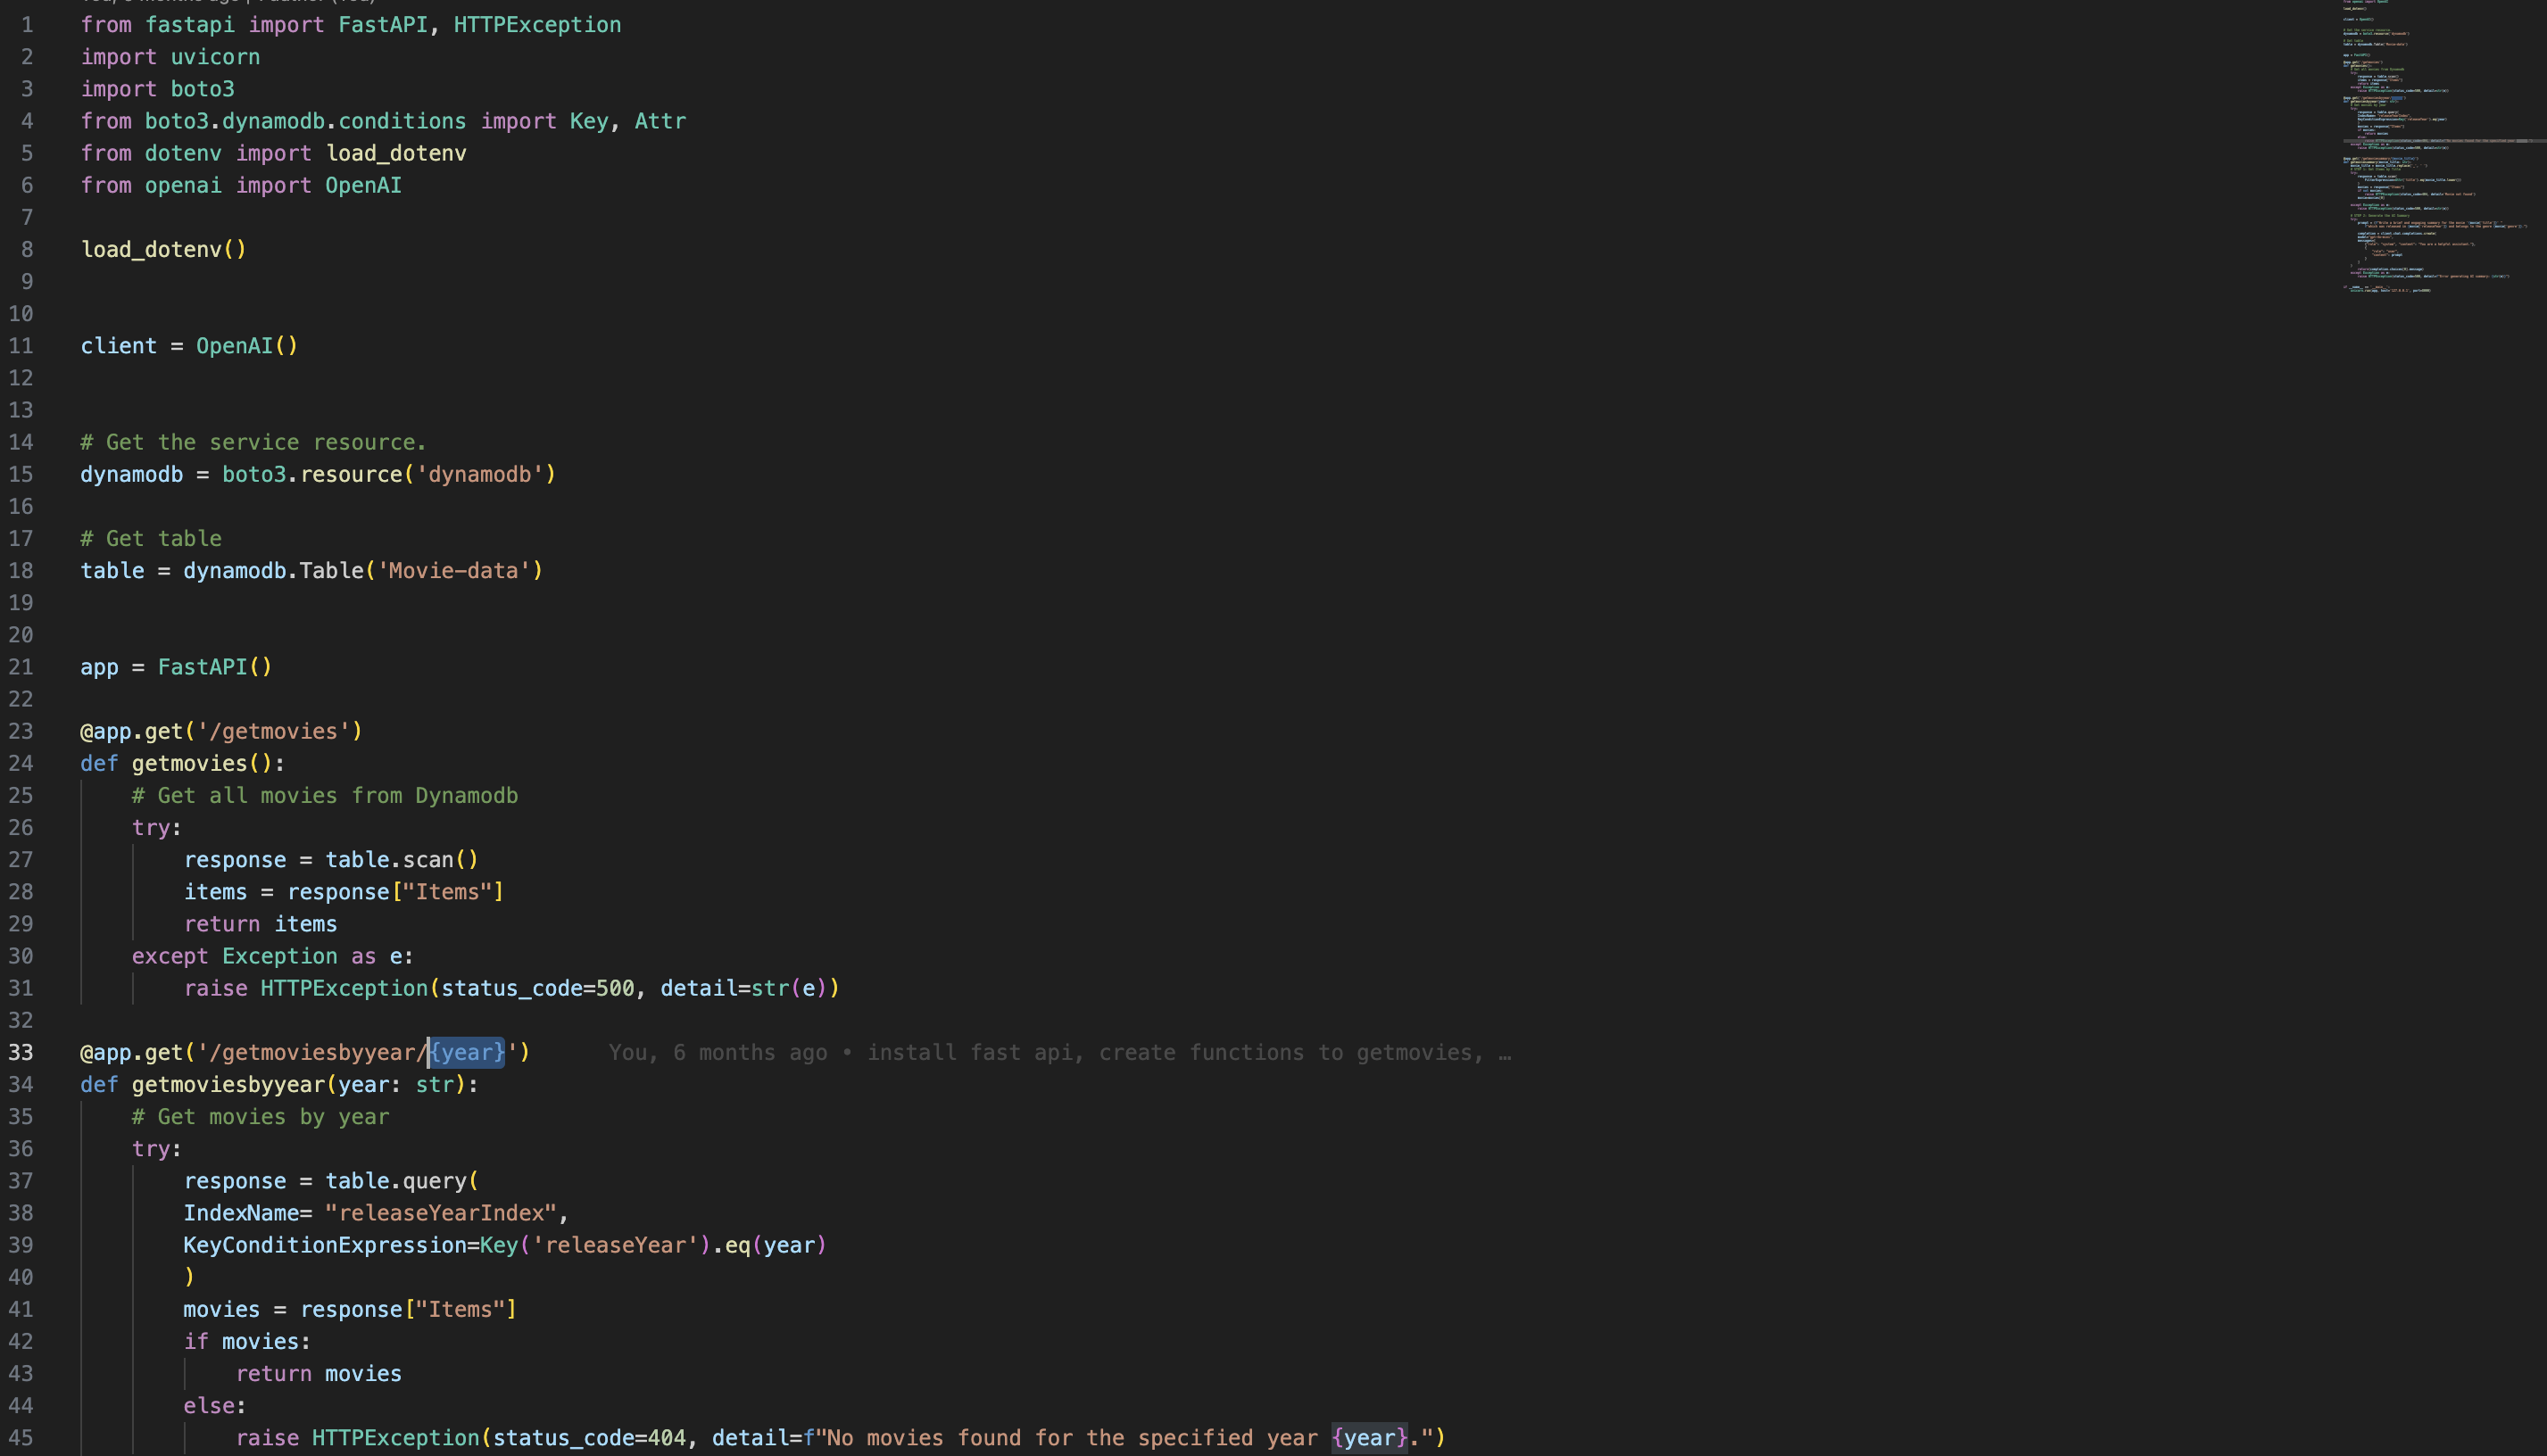 1 from fastapi import FastAPI, HTTPException
2 import uvicorn
3 import boto3
4 from boto3.dynamodb.conditions import Key, Attr
5 from dotenv import load_dotenv
6 from openai import OpenAI
7
8 load_dotenv()
9
10
11 client = OpenAI()
12
13
14 # Get the service resource.
15 dynamodb = boto3.resource('dynamodb')
16
17 # Get table
18 table = dynamodb.Table('Movie-data')
19
20
21 app = FastAPI()
22
23 @app.get('/getmovies')
24 def getmovies():
25 # Get all movies from Dynamodb
26 try:
27 response = table.scan()
28 items = response["Items"]
29 return items
30 except Exception as e:
31 raise HTTPException(status_code=500, detail=str(e))
32
33 @app.get('/getmoviesbyyear/{year}') You, 6 months ago • install fast api, create functions to getmovies, …
34 def getmoviesbyyear(year: str):
35 # Get movies by year
36 try:
37 response = table.query(
38 IndexName= "releaseYearIndex",
39 KeyConditionExpression=Key('releaseYear').eq(year)
40 )
41 movies = response["Items"]
42 if movies:
43 return movies
44 else:
45 raise HTTPException(status_code=404, detail=f"No movies found for the specified year {year}.")